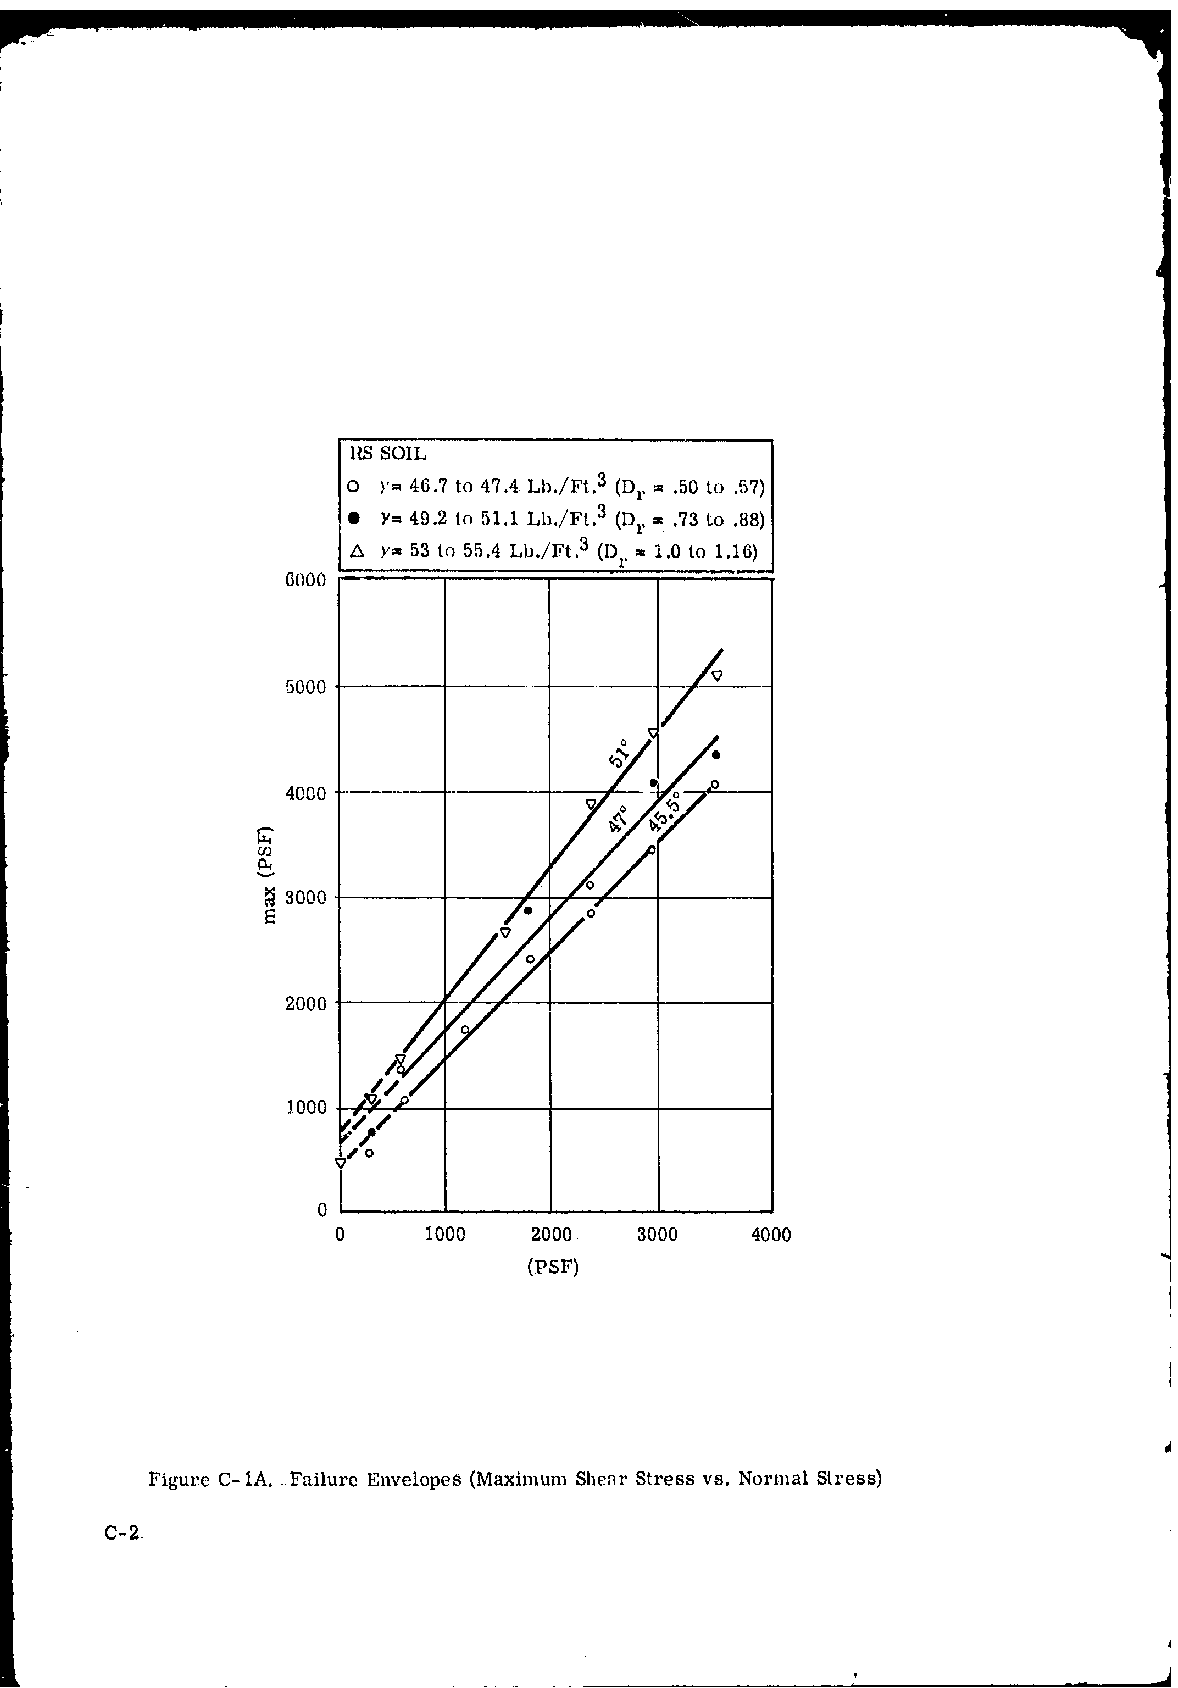 RS SOIL
○ γ= 46.7 to 47.4 Lb./Ft.³ (Dr = .50 to .57)
● γ= 49.2 to 51.1 Lb./Ft.³ (Dr = .73 to .88)
△ γ= 53 to 55.4 Lb./Ft.³ (Dr = 1.0 to 1.16)
6000
5000
4000
3000
2000
1000
0
max (PSF)
51°
47°
45.5°
0 1000 2000 3000 4000
(PSF)
Figure C-1A. Failure Envelopes (Maximum Shear Stress vs. Normal Stress)
C-2